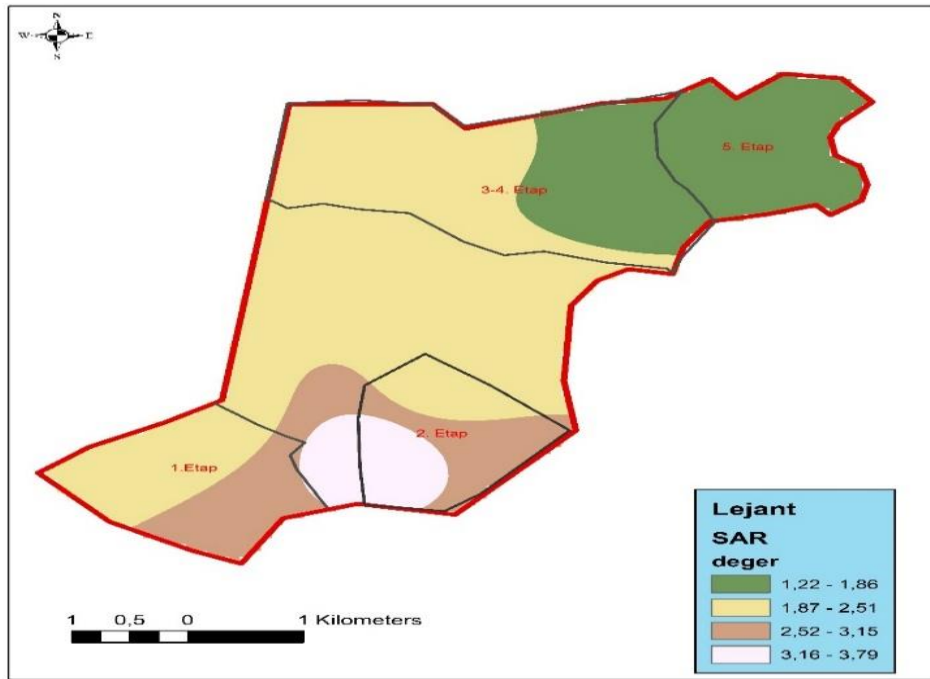 N
W E
S
5. Etap
3-4. Etap
2. Etap
1.Etap
Lejant
SAR
deger
1,22 - 1,86
1,87 - 2,51
2,52 - 3,15
3,16 - 3,79
1 0,5 0 1 Kilometers